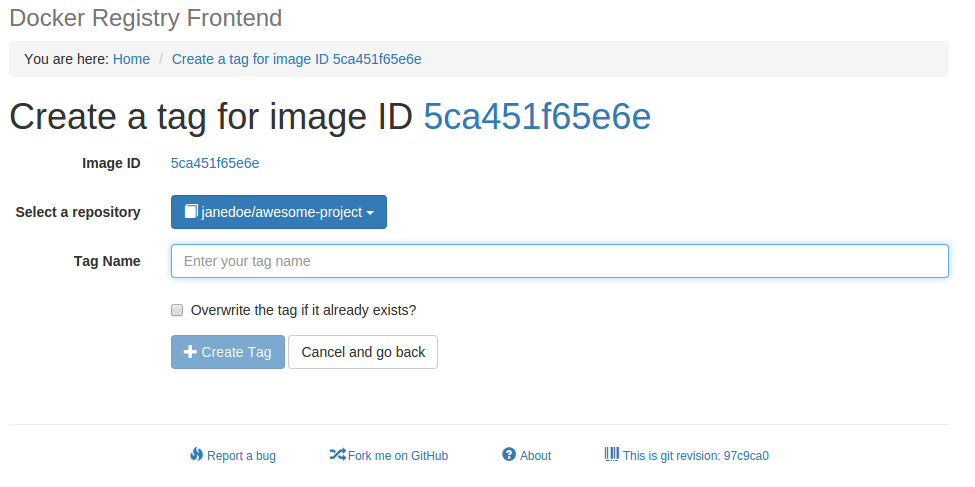 Docker Registry Frontend
You are here: Home / Create a tag for image ID 5ca451f65e6e
Create a tag for image ID 5ca451f65e6e
Image ID 5ca451f65e6e
Select a repository janedoe/awesome-project
Tag Name Enter your tag name
Overwrite the tag if it already exists?
Create Tag Cancel and go back
Report a bug Fork me on GitHub About This is git revision: 97c9ca0